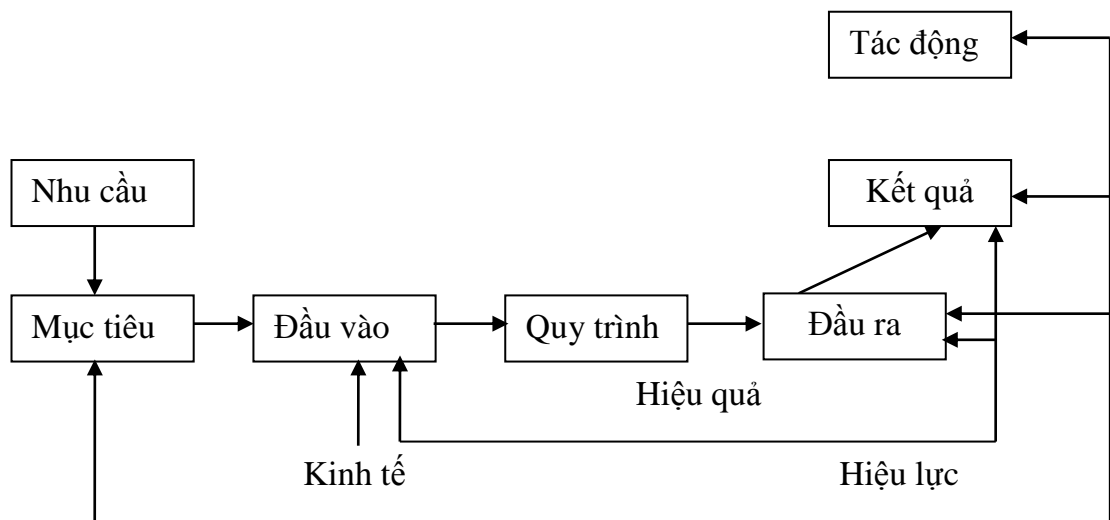 Tác động
Nhu cầu
Kết quả
Mục tiêu
Đầu vào
Quy trình
Đầu ra
Hiệu quả
Kinh tế
Hiệu lực